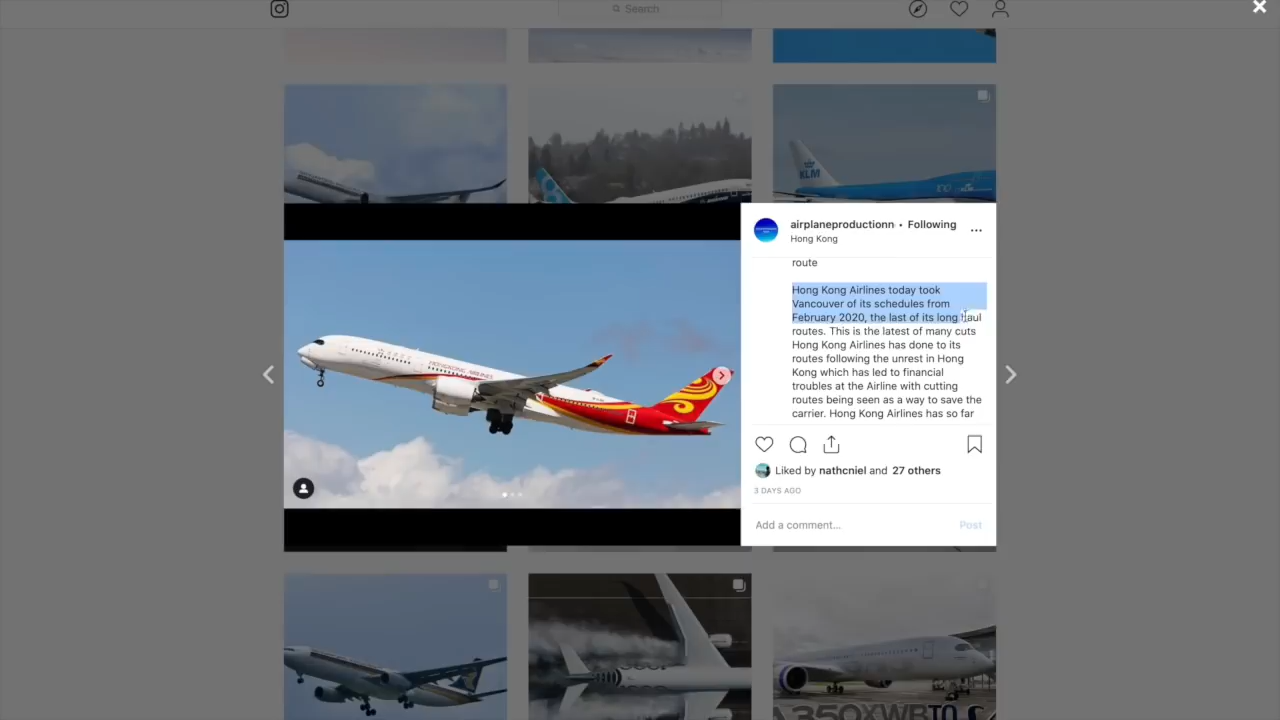 Search
KLM
airplaneproductionn • Following
Hong Kong
route
Hong Kong Airlines today took
Vancouver of its schedules from
February 2020, the last of its long haul
routes. This is the latest of many cuts
Hong Kong Airlines has done to its
routes following the unrest in Hong
Kong which has led to financial
troubles at the Airline with cutting
routes being seen as a way to save the
carrier. Hong Kong Airlines has so far
HONGKONG AIRLINES
Liked by nathcniel and 27 others
3 DAYS AGO
Add a comment...
Post
A350XWB